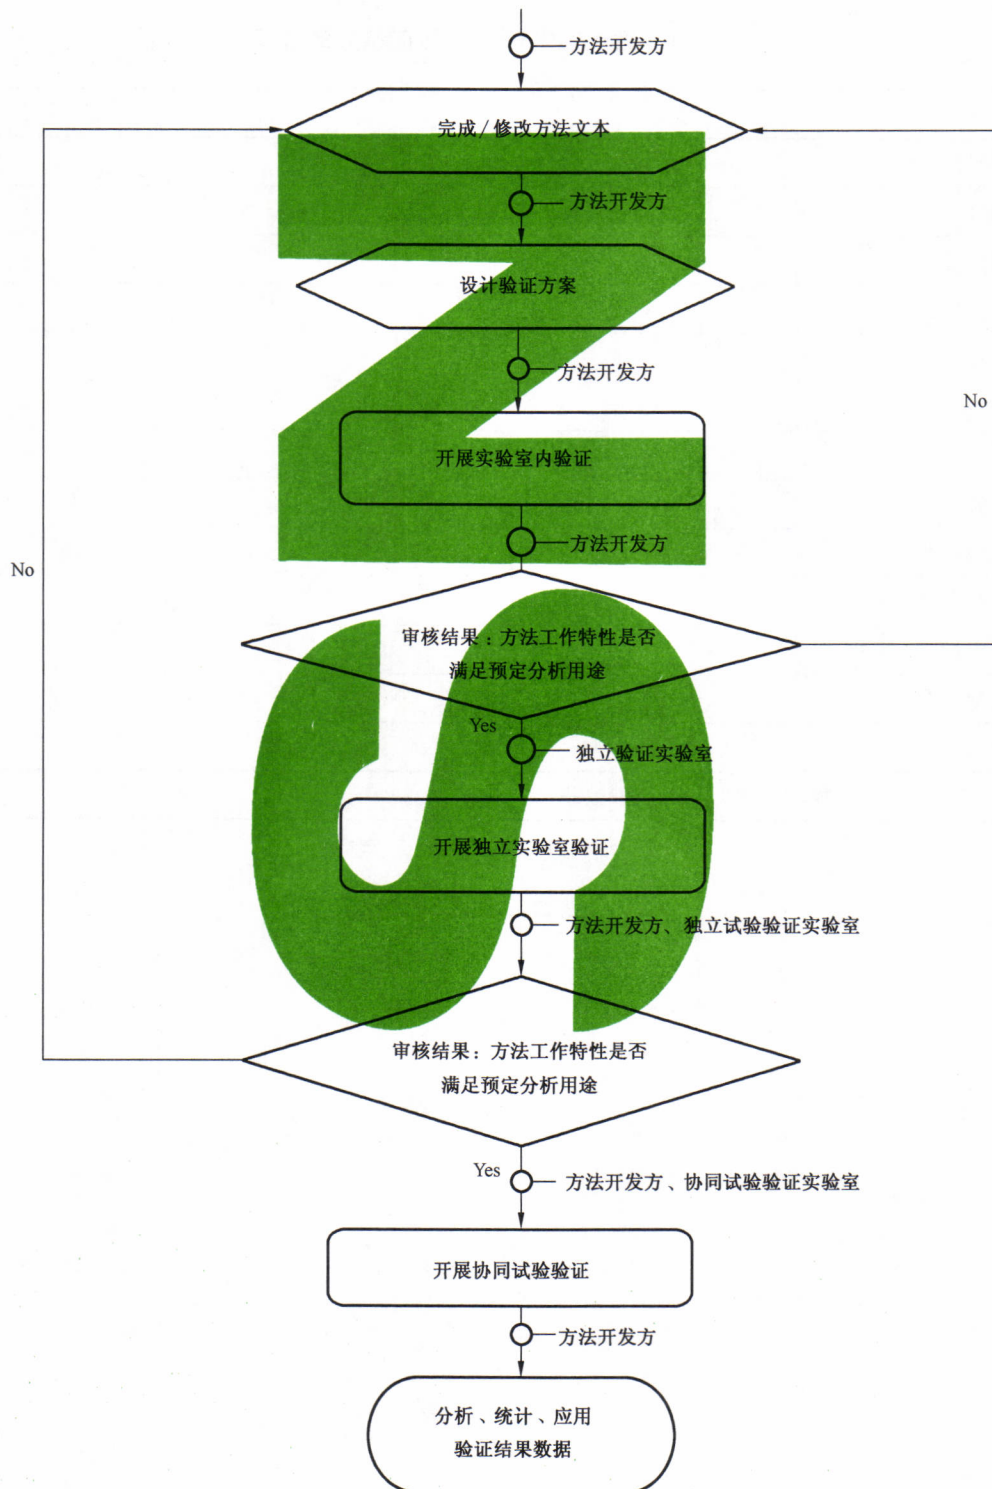 方法开发方
完成/修改方法文本
方法开发方
设计验证方案
方法开发方
No
开展实验室内验证
方法开发方
No
审核结果:方法工作特性是否
满足预定分析用途
Yes
独立验证实验室
开展独立实验室验证
方法开发方、独立试验验证实验室
审核结果:方法工作特性是否
满足预定分析用途
Yes
方法开发方、协同试验验证实验室
开展协同试验验证
方法开发方
分析、统计、应用
验证结果数据